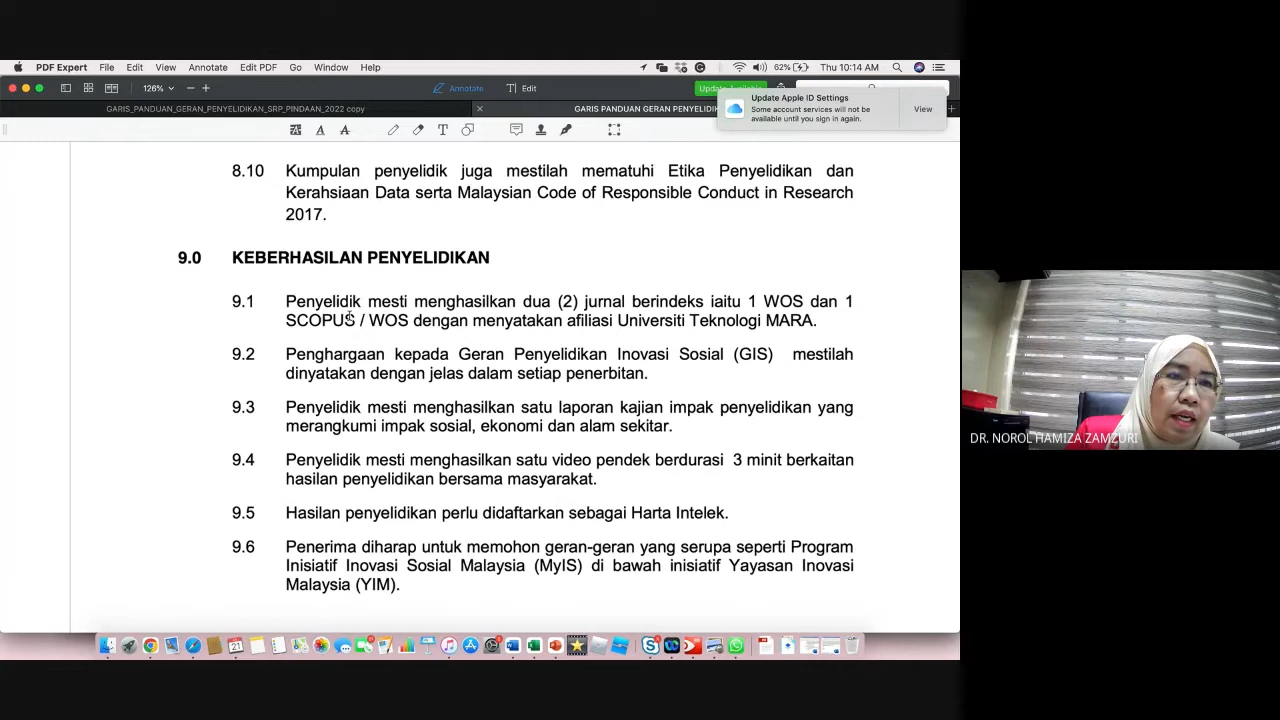 PDF Expert File Edit View Annotate Edit PDF Go Window Help 62% Thu 10:14 AM
126% Annotate Edit
GARIS_PANDUAN_GERAN_PENYELIDIKAN_SRP_PINDAAN_2022 copy GARIS PANDUAN GERAN PENYELIDI
Update Apple ID Settings
Some account services will not be available until you sign in again.
View
8.10 Kumpulan penyelidik juga mestilah mematuhi Etika Penyelidikan dan
Kerahsiaan Data serta Malaysian Code of Responsible Conduct in Research
2017.
9.0 KEBERHASILAN PENYELIDIKAN
9.1 Penyelidik mesti menghasilkan dua (2) jurnal berindeks iaitu 1 WOS dan 1
SCOPUS / WOS dengan menyatakan afiliasi Universiti Teknologi MARA.
9.2 Penghargaan kepada Geran Penyelidikan Inovasi Sosial (GIS) mestilah
dinyatakan dengan jelas dalam setiap penerbitan.
9.3 Penyelidik mesti menghasilkan satu laporan kajian impak penyelidikan yang
merangkumi impak sosial, ekonomi dan alam sekitar.
9.4 Penyelidik mesti menghasilkan satu video pendek berdurasi 3 minit berkaitan
hasilan penyelidikan bersama masyarakat.
9.5 Hasilan penyelidikan perlu didaftarkan sebagai Harta Intelek.
9.6 Penerima diharap untuk memohon geran-geran yang serupa seperti Program
Inisiatif Inovasi Sosial Malaysia (MyIS) di bawah inisiatif Yayasan Inovasi
Malaysia (YIM).
DR. NOROL HAMIZA ZAMZURI